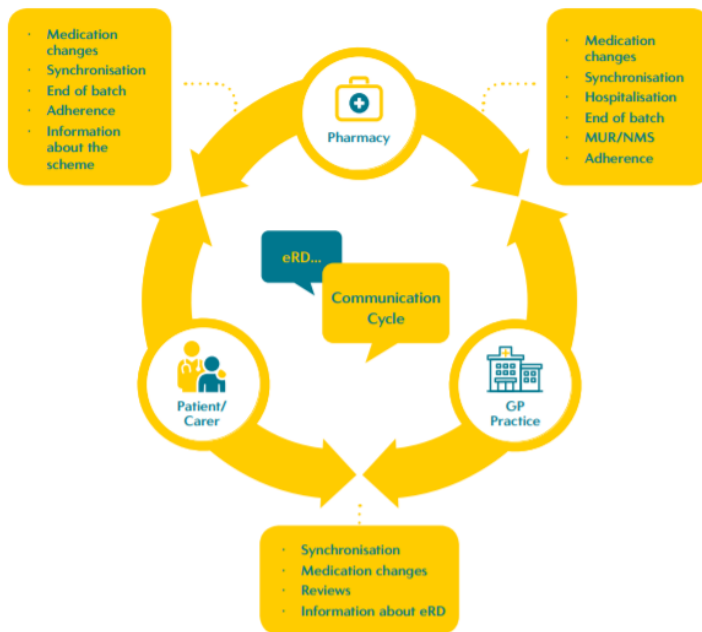 · Medication
changes
· Synchronisation
· End of batch
· Adherence
· Information
about the
scheme
· Medication
changes
· Synchronisation
· Hospitalisation
· End of batch
· MUR/NMS
· Adherence
Pharmacy
eRD...
Communication
Cycle
Patient/
Carer
GP
Practice
· Synchronisation
· Medication changes
· Reviews
· Information about eRD